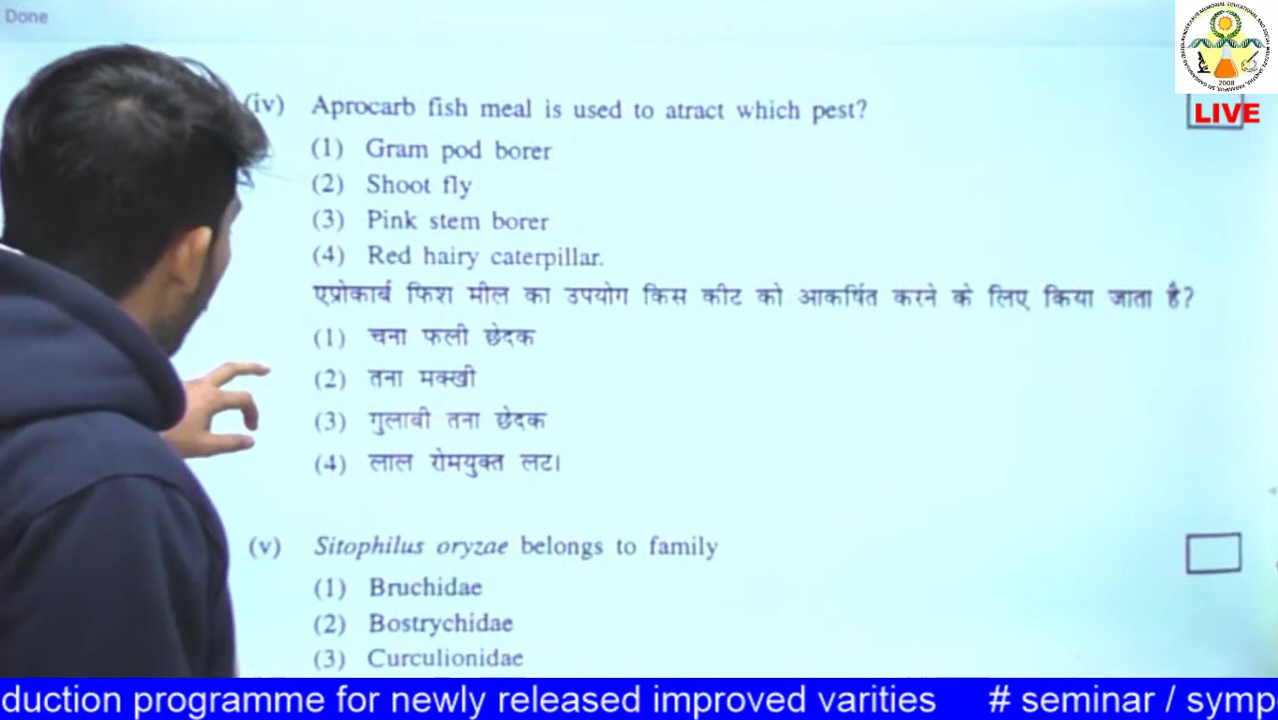 Done
2008
LIVE
(iv) Aprocarb fish meal is used to atract which pest?
(1) Gram pod borer
(2) Shoot fly
(3) Pink stem borer
(4) Red hairy caterpillar.
एप्रोकार्ब फिश मील का उपयोग किस कीट को आकर्षित करने के लिए किया जाता है?
(1) चना फली छेदक
(2) तना मक्खी
(3) गुलाबी तना छेदक
(4) लाल रोमयुक्त लट।
(v) Sitophilus oryzae belongs to family
(1) Bruchidae
(2) Bostrychidae
(3) Curculionidae
duction programme for newly released improved varities # seminar / symp